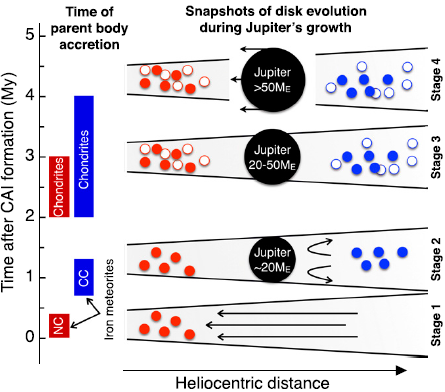 Time of
parent body
accretion
Snapshots of disk evolution
during Jupiter's growth
Time after CAI formation (My)
5
4
3
2
1
0
Chondrites
Chondrites
CC
NC
Iron meteorites
Jupiter
>50ME
Stage 4
Jupiter
20-50ME
Stage 3
Jupiter
~20ME
Stage 2
Stage 1
Heliocentric distance